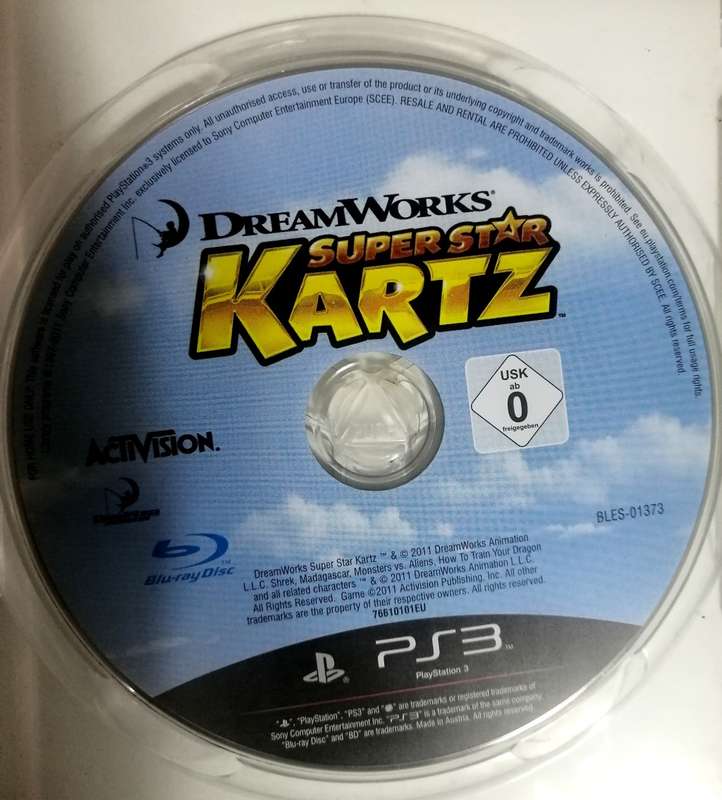 FOR HOME USE ONLY. This software is licensed for play on authorised PlayStation®3 systems only. All unauthorised access, use or transfer of the product or its underlying copyright and trademark works is prohibited. See eu.playstation.com/terms for full usage rights.
Sony Computer Entertainment Inc. exclusively licensed to Sony Computer Entertainment Europe (SCEE). RESALE AND RENTAL ARE PROHIBITED UNLESS EXPRESSLY AUTHORISED BY SCEE. All rights reserved.
DREAMWORKS®
SUPER STAR
KARTZ™
USK
ab
0
freigegeben
ACTIVISION.
BLES-01373
Blu-ray Disc™
DreamWorks Super Star Kartz ™ & © 2011 DreamWorks Animation
L.L.C. Shrek, Madagascar, Monsters vs. Aliens, How To Train Your Dragon
and all related characters ™ & © 2011 DreamWorks Animation L.L.C.
All Rights Reserved. Game ©2011 Activision Publishing, Inc. All other
trademarks are the property of their respective owners. All rights reserved.
76610101EU
PS3™
PlayStation 3
" ", "PlayStation", "PS3" and " " are trademarks or registered trademarks of
Sony Computer Entertainment Inc. "PS3" is a trademark of the same company.
"Blu-ray Disc" and "BD" are trademarks. Made in Austria. All rights reserved.